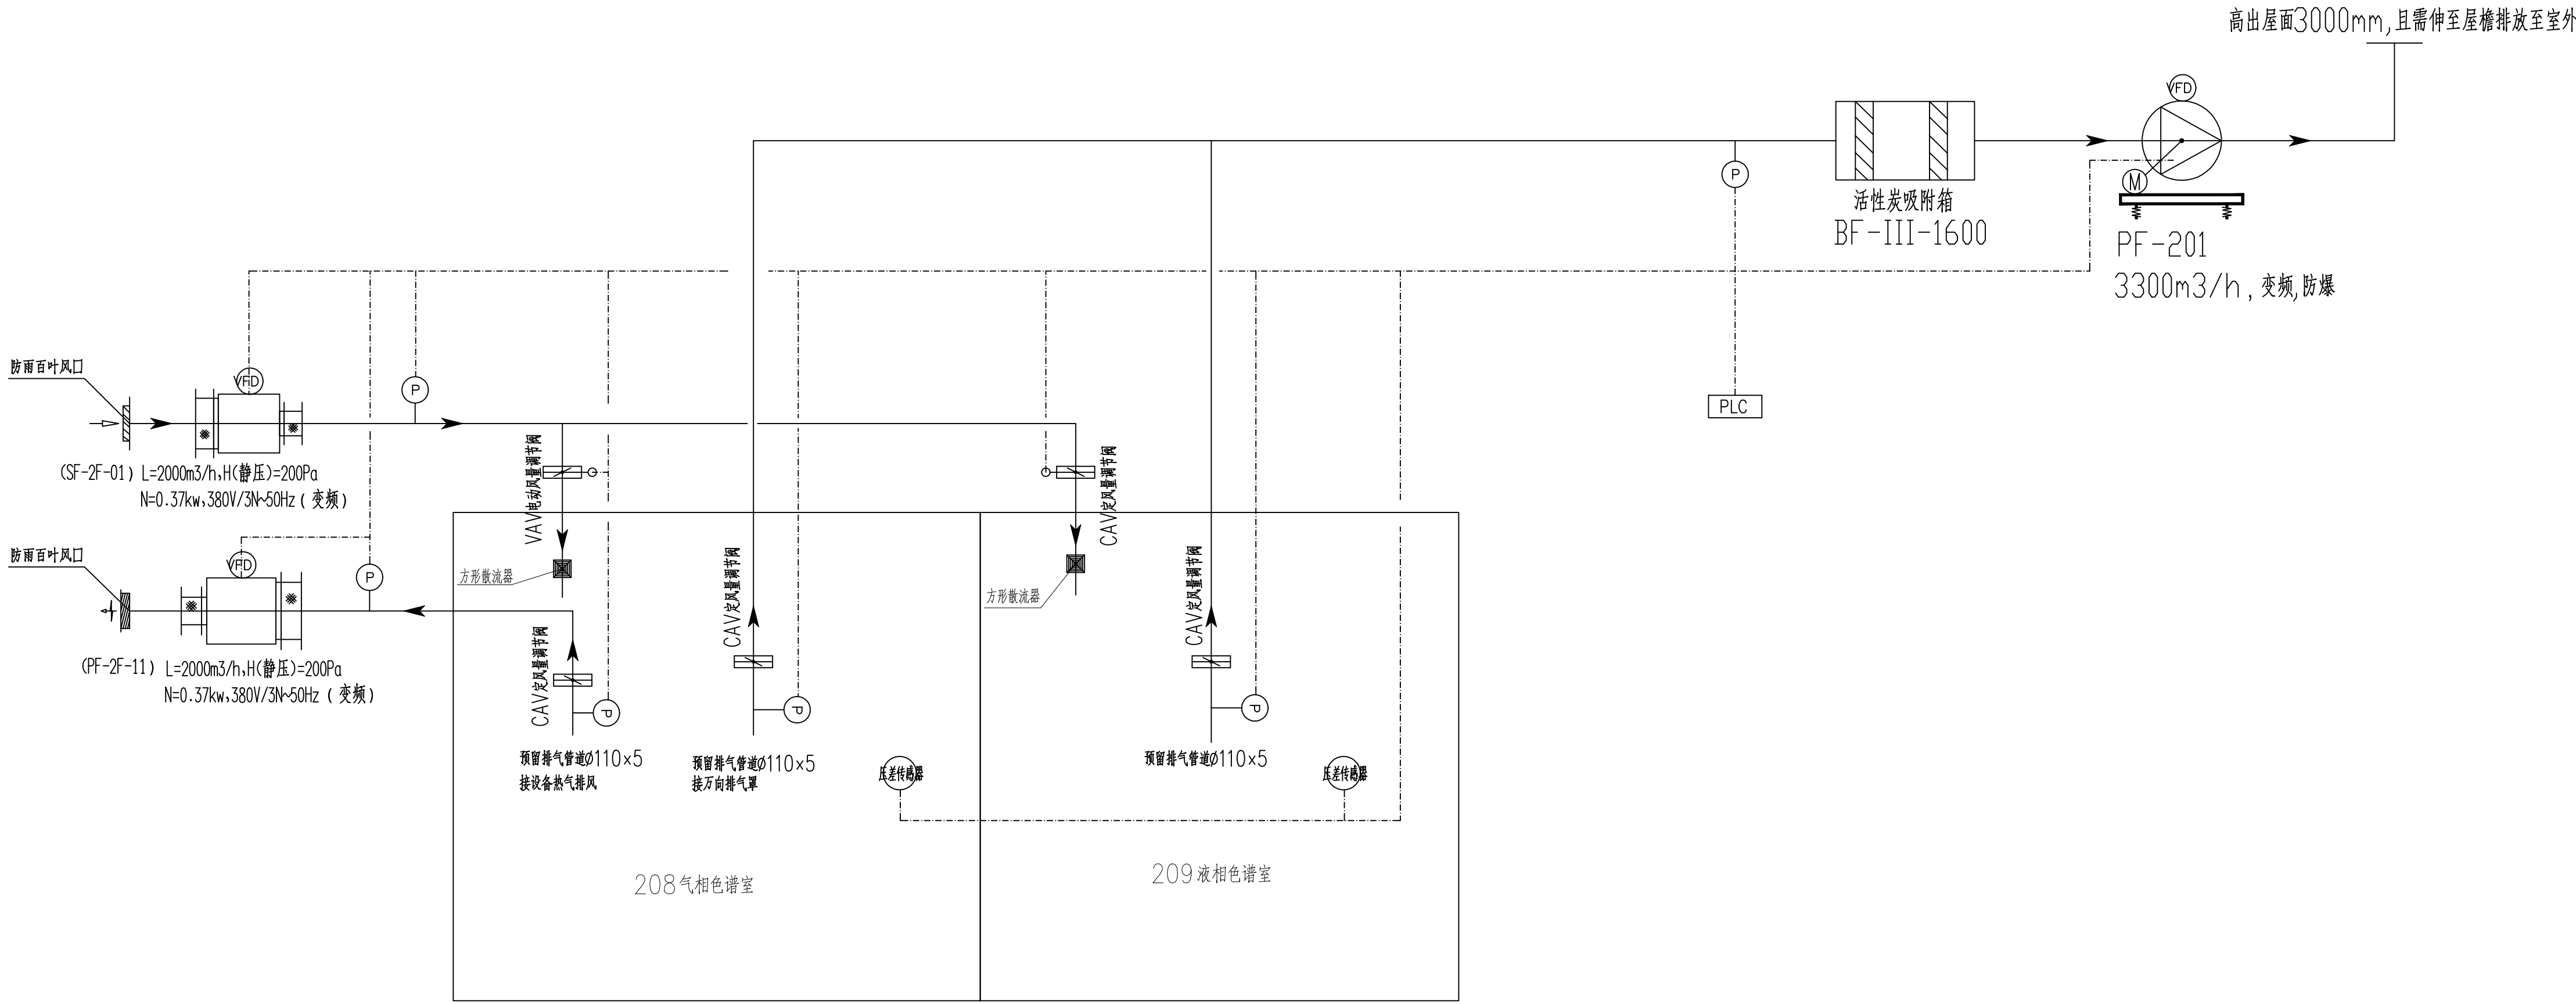 高出屋面3000mm,且需伸至屋檐排放至室外
VFD
P
M
活性炭吸附箱
BF-III-1600
PF-201
3300m3/h,变频,防爆
防雨百叶风口
VFD
P
PLC
(SF-2F-01) L=2000m3/h,H(静压)=200Pa
N=0.37kw,380V/3N~50Hz (变频)
VAV电动风量调节阀
CAV定风量调节阀
防雨百叶风口
VFD
P
方形散流器
方形散流器
CAV定风量调节阀
CAV定风量调节阀
CAV定风量调节阀
(PF-2F-11) L=2000m3/h,H(静压)=200Pa
N=0.37kw,380V/3N~50Hz (变频)
P
P
P
预留排气管道Ø110×5
接设备热气排风
预留排气管道Ø110×5
接万向排气罩
压差传感器
预留排气管道Ø110×5
压差传感器
208气相色谱室
209液相色谱室